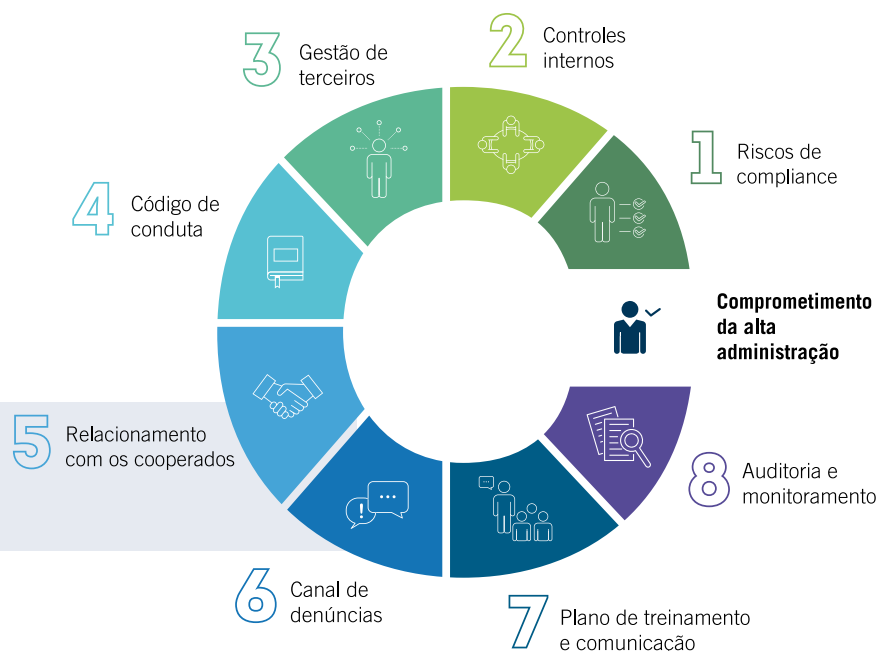 1
Riscos de
compliance
2
Controles
internos
3
Gestão de
terceiros
4
Código de
conduta
5
Relacionamento
com os cooperados
6
Canal de
denúncias
7
Plano de treinamento
e comunicação
8
Auditoria e
monitoramento
Comprometimento
da alta
administração